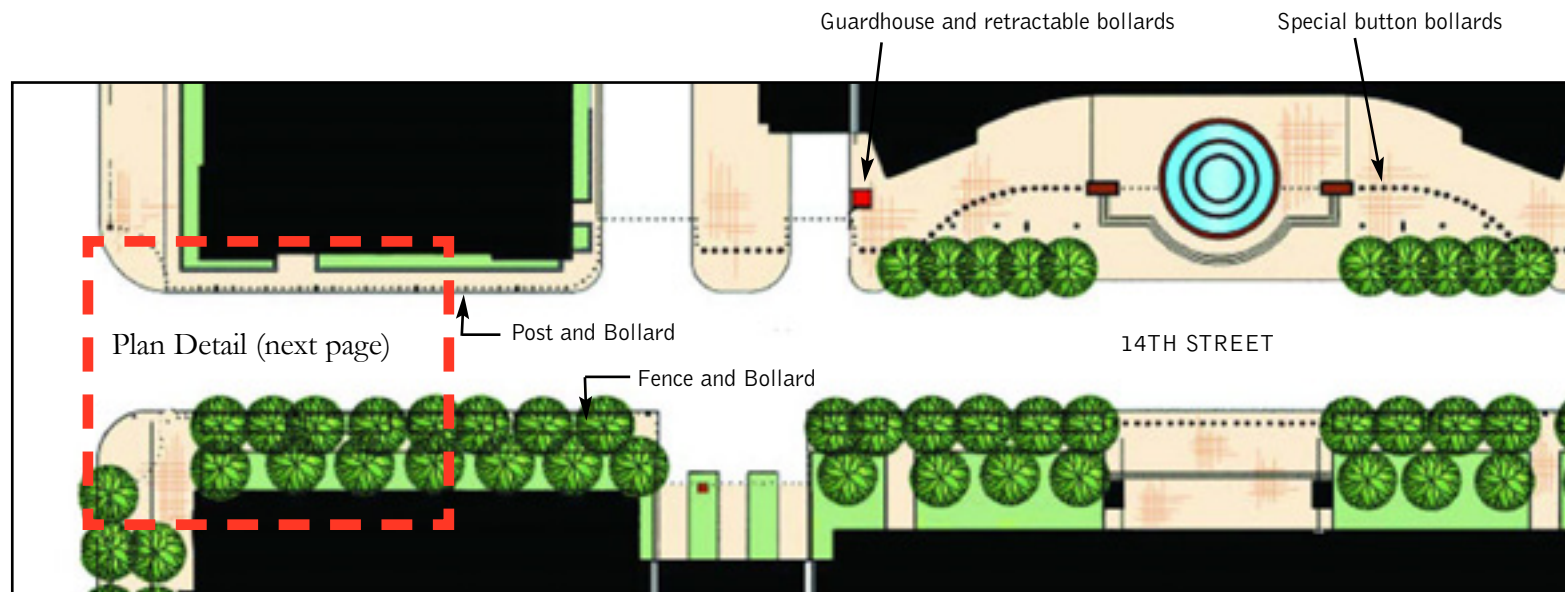 Guardhouse and retractable bollards
Special button bollards
Plan Detail (next page)
Post and Bollard
14TH STREET
Fence and Bollard